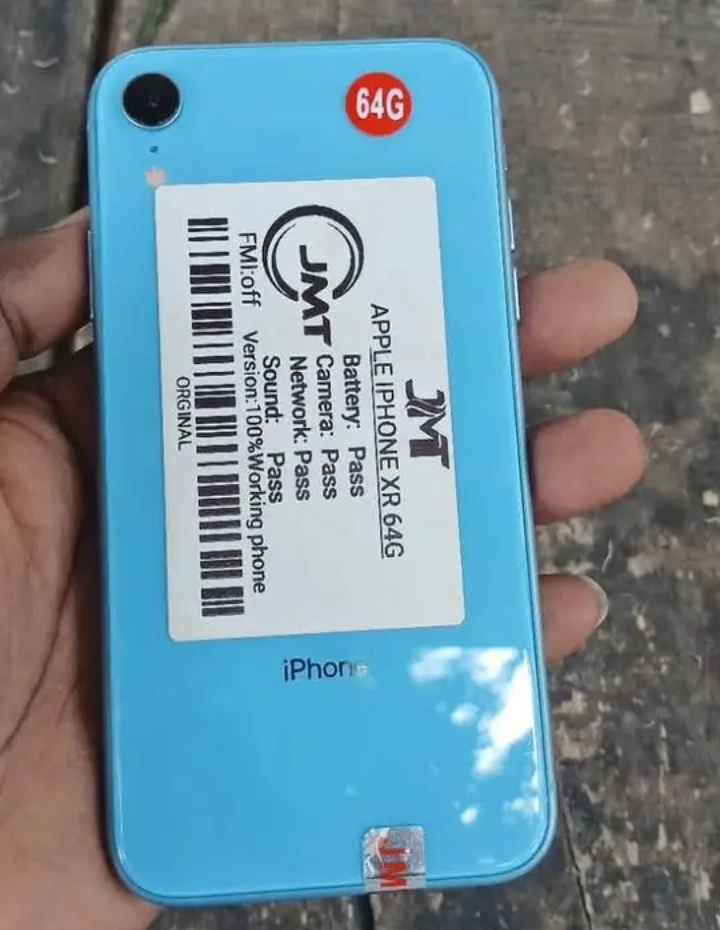 64G
JMT
APPLE IPHONE XR 64G
JMT
Battery: Pass
Camera: Pass
Network: Pass
Sound: Pass
FMI:off Version:100%Working phone
ORGINAL
iPhone
JM